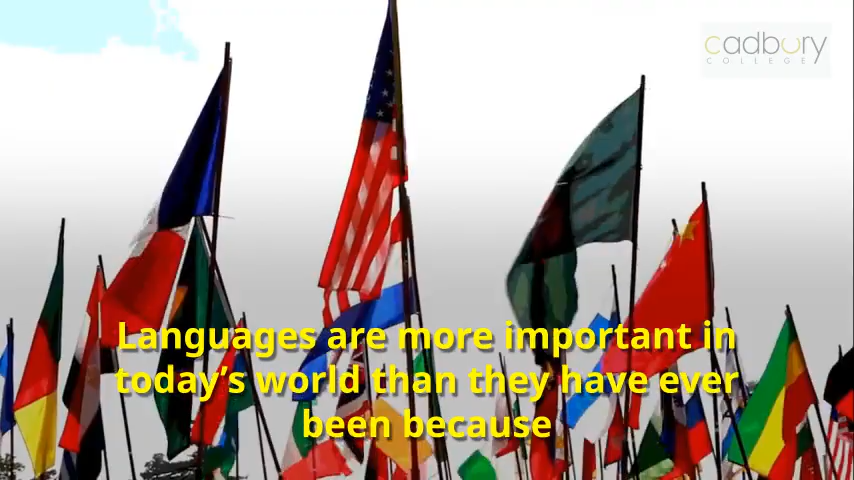 cadbury
COLLEGE
Languages are more important in
today's world than they have ever
been because